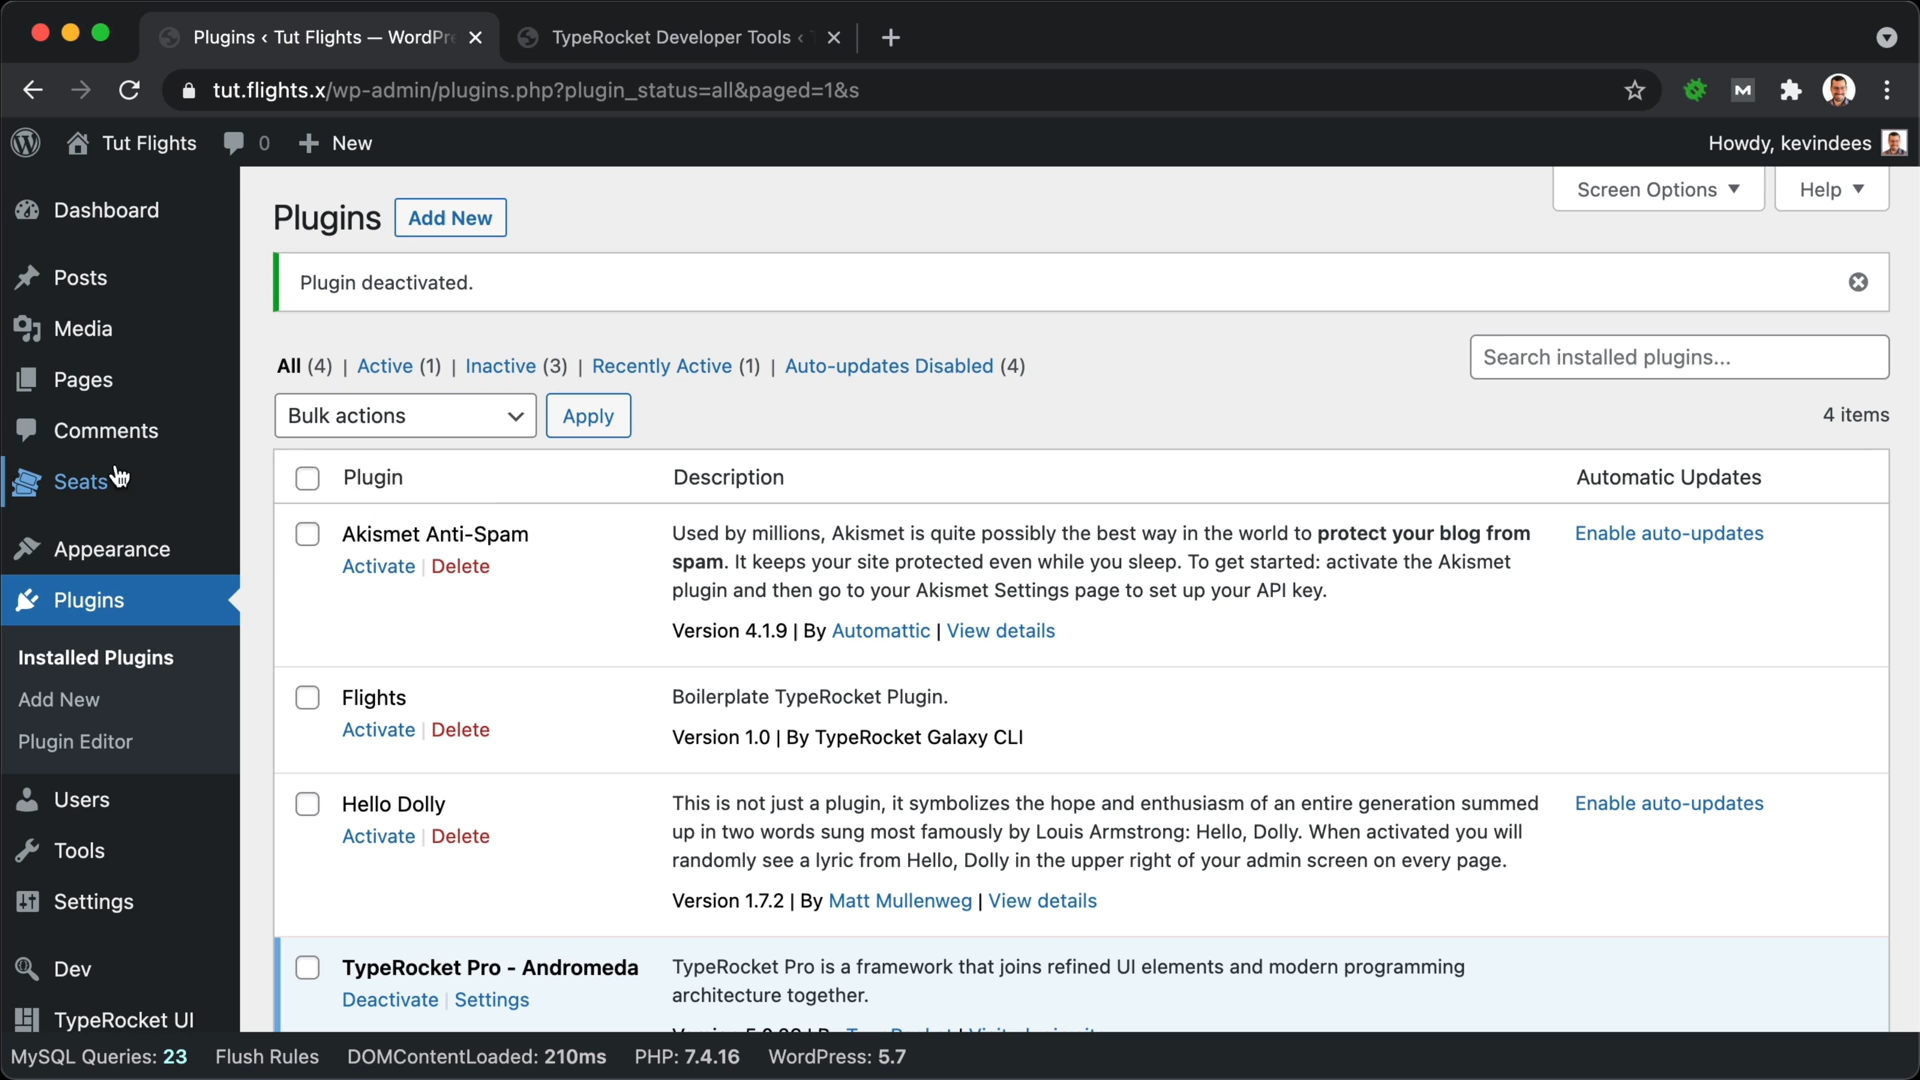 Plugins ‹ Tut Flights — WordPre
TypeRocket Developer Tools ‹
tut.flights.x/wp-admin/plugins.php?plugin_status=all&paged=1&s
Tut Flights
0
New
Howdy, kevindees
Dashboard
Posts
Media
Pages
Comments
Seats
Appearance
Plugins
Installed Plugins
Add New
Plugin Editor
Users
Tools
Settings
Dev
TypeRocket UI
Screen Options
Help
Plugins
Add New
Plugin deactivated.
All (4) | Active (1) | Inactive (3) | Recently Active (1) | Auto-updates Disabled (4)
Search installed plugins...
Bulk actions
Apply
4 items
Plugin
Description
Automatic Updates
Akismet Anti-Spam
Activate | Delete
Used by millions, Akismet is quite possibly the best way in the world to protect your blog from
spam. It keeps your site protected even while you sleep. To get started: activate the Akismet
plugin and then go to your Akismet Settings page to set up your API key.
Version 4.1.9 | By Automattic | View details
Enable auto-updates
Flights
Activate | Delete
Boilerplate TypeRocket Plugin.
Version 1.0 | By TypeRocket Galaxy CLI
Hello Dolly
Activate | Delete
This is not just a plugin, it symbolizes the hope and enthusiasm of an entire generation summed
up in two words sung most famously by Louis Armstrong: Hello, Dolly. When activated you will
randomly see a lyric from Hello, Dolly in the upper right of your admin screen on every page.
Version 1.7.2 | By Matt Mullenweg | View details
Enable auto-updates
TypeRocket Pro - Andromeda
Deactivate | Settings
TypeRocket Pro is a framework that joins refined UI elements and modern programming
architecture together.
MySQL Queries: 23
Flush Rules
DOMContentLoaded: 210ms
PHP: 7.4.16
WordPress: 5.7